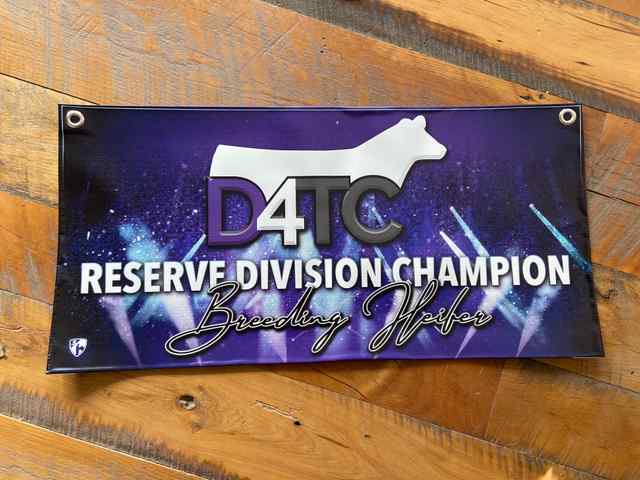 D4TC
RESERVE DIVISION CHAMPION
Breeding Heifer